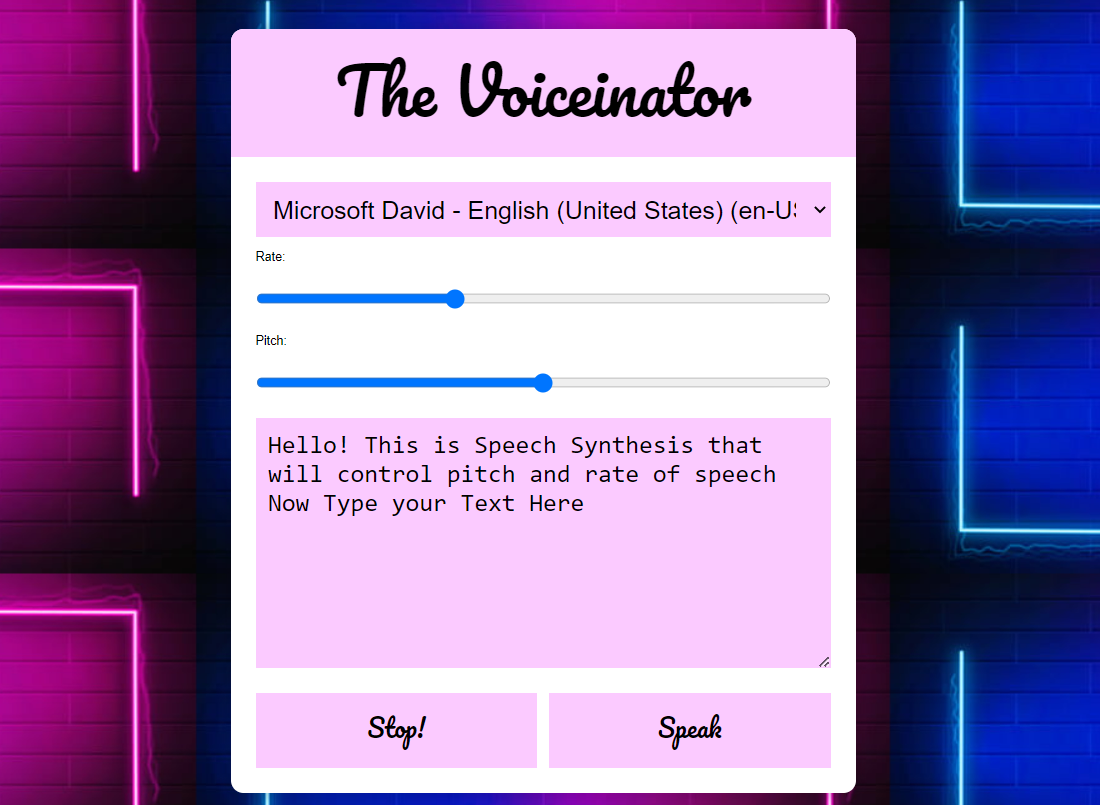 The Voiceinator
Microsoft David - English (United States) (en-US
Rate:
Pitch:
Hello! This is Speech Synthesis that
will control pitch and rate of speech
Now Type your Text Here
Stop!
Speak